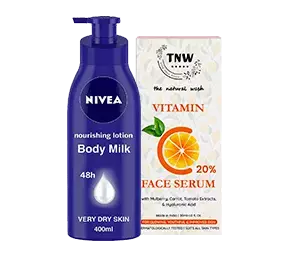 NIVEA
nourishing lotion
Body Milk
48h
VERY DRY SKIN
400ml
TNW
the natural wash
VITAMIN
C
20%
FACE SERUM
with Mulberry, Carrot, Tomato Extracts
& Hyaluronic Acid